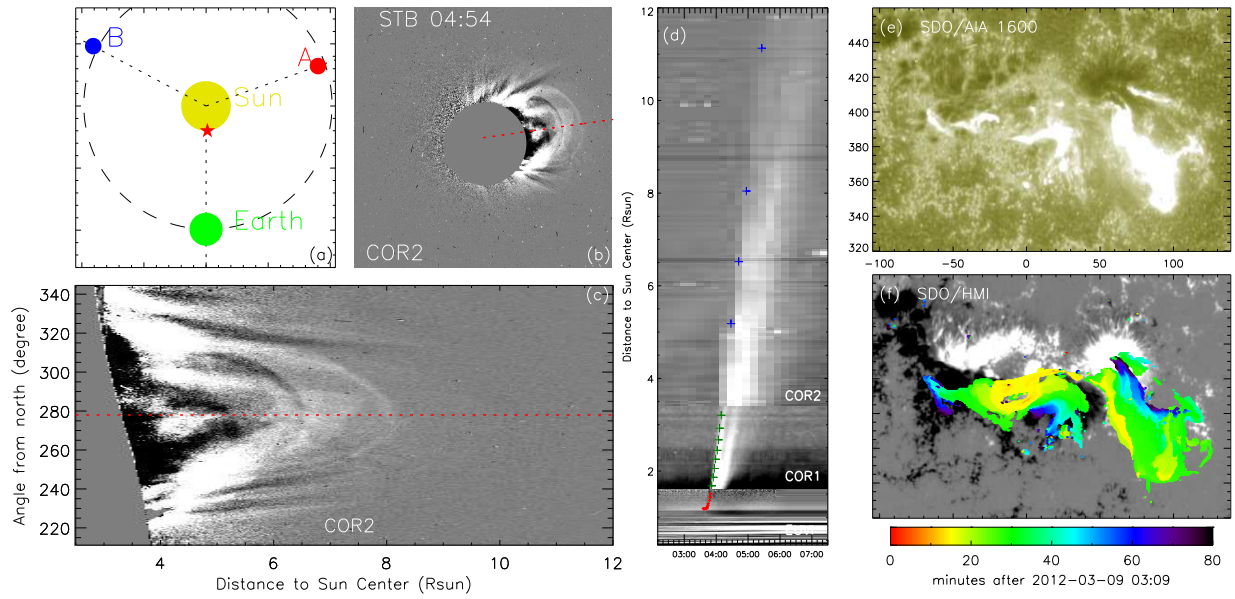 B
A
Sun
Earth
(a)
STB 04:54
COR2
(b)
(c)
340
320
300
280
260
240
220
Angle from north (degree)
COR2
4
6
8
10
12
Distance to Sun Center (Rsun)
(d)
12
10
8
6
4
2
Distance to Sun Center (Rsun)
COR2
COR1
03:00
04:00
05:00
06:00
07:00
(e) SDO/AIA 1600
440
420
400
380
360
340
320
-100
-50
0
50
100
(f) SDO/HMI
0
20
40
60
80
minutes after 2012-03-09 03:09